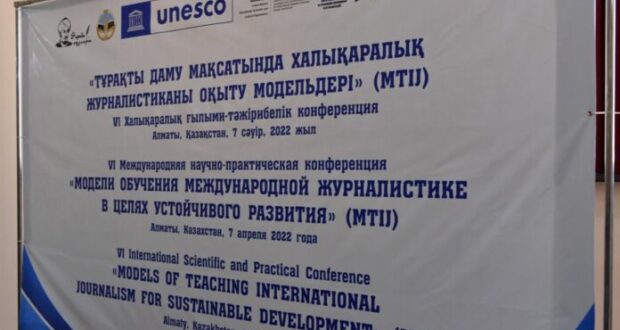 unesco
«ТҰРАҚТЫ ДАМУ МАҚСАТЫНДА ХАЛЫҚАРАЛЫҚ
ЖУРНАЛИСТИКАНЫ ОҚЫТУ МОДЕЛЬДЕРІ» (MTIJ)
VI Халықаралық ғылыми-тәжірибелік конференция
Алматы, Қазақстан, 7 сәуір, 2022 жыл
VI Международная научно-практическая конференция
«МОДЕЛИ ОБУЧЕНИЯ МЕЖДУНАРОДНОЙ ЖУРНАЛИСТИКЕ
В ЦЕЛЯХ УСТОЙЧИВОГО РАЗВИТИЯ» (MTIJ)
Алматы, Казахстан, 7 апреля 2022 года
VI International Scientific and Practical Conference
«MODELS OF TEACHING INTERNATIONAL
JOURNALISM FOR SUSTAINABLE DEVELOPMENT
Almaty,